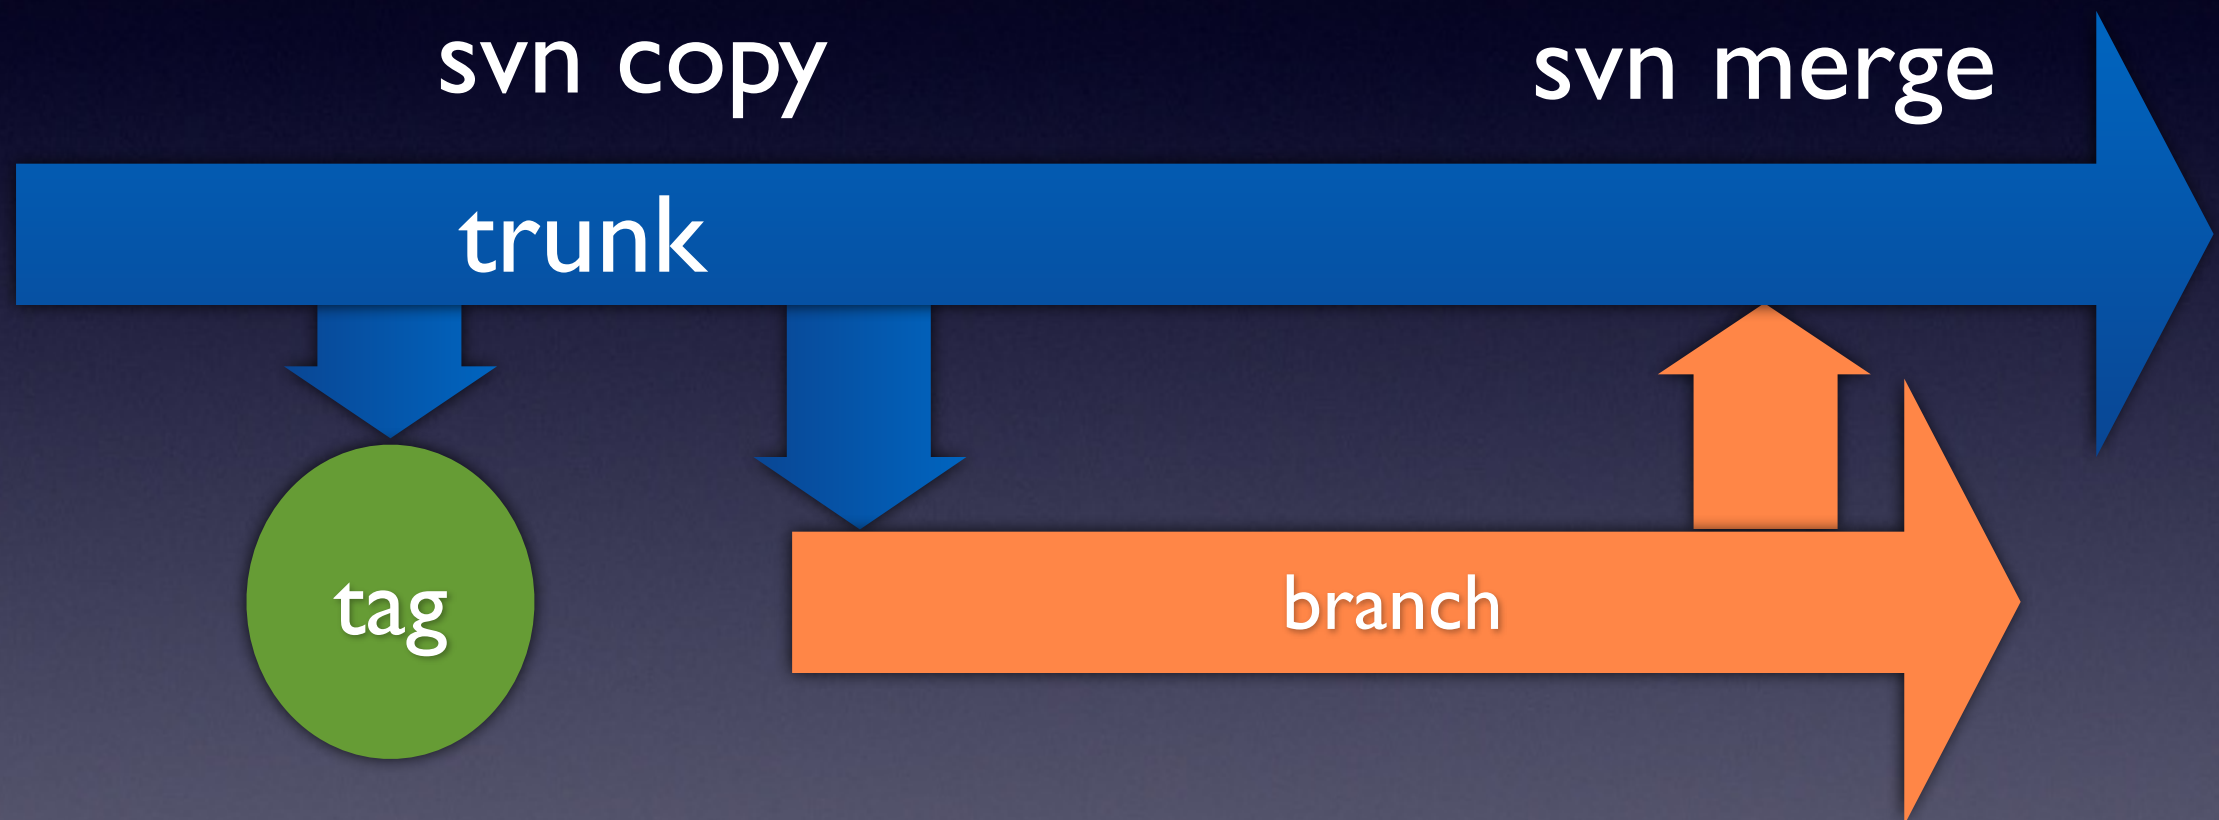 svn copy
svn merge
trunk
tag
branch